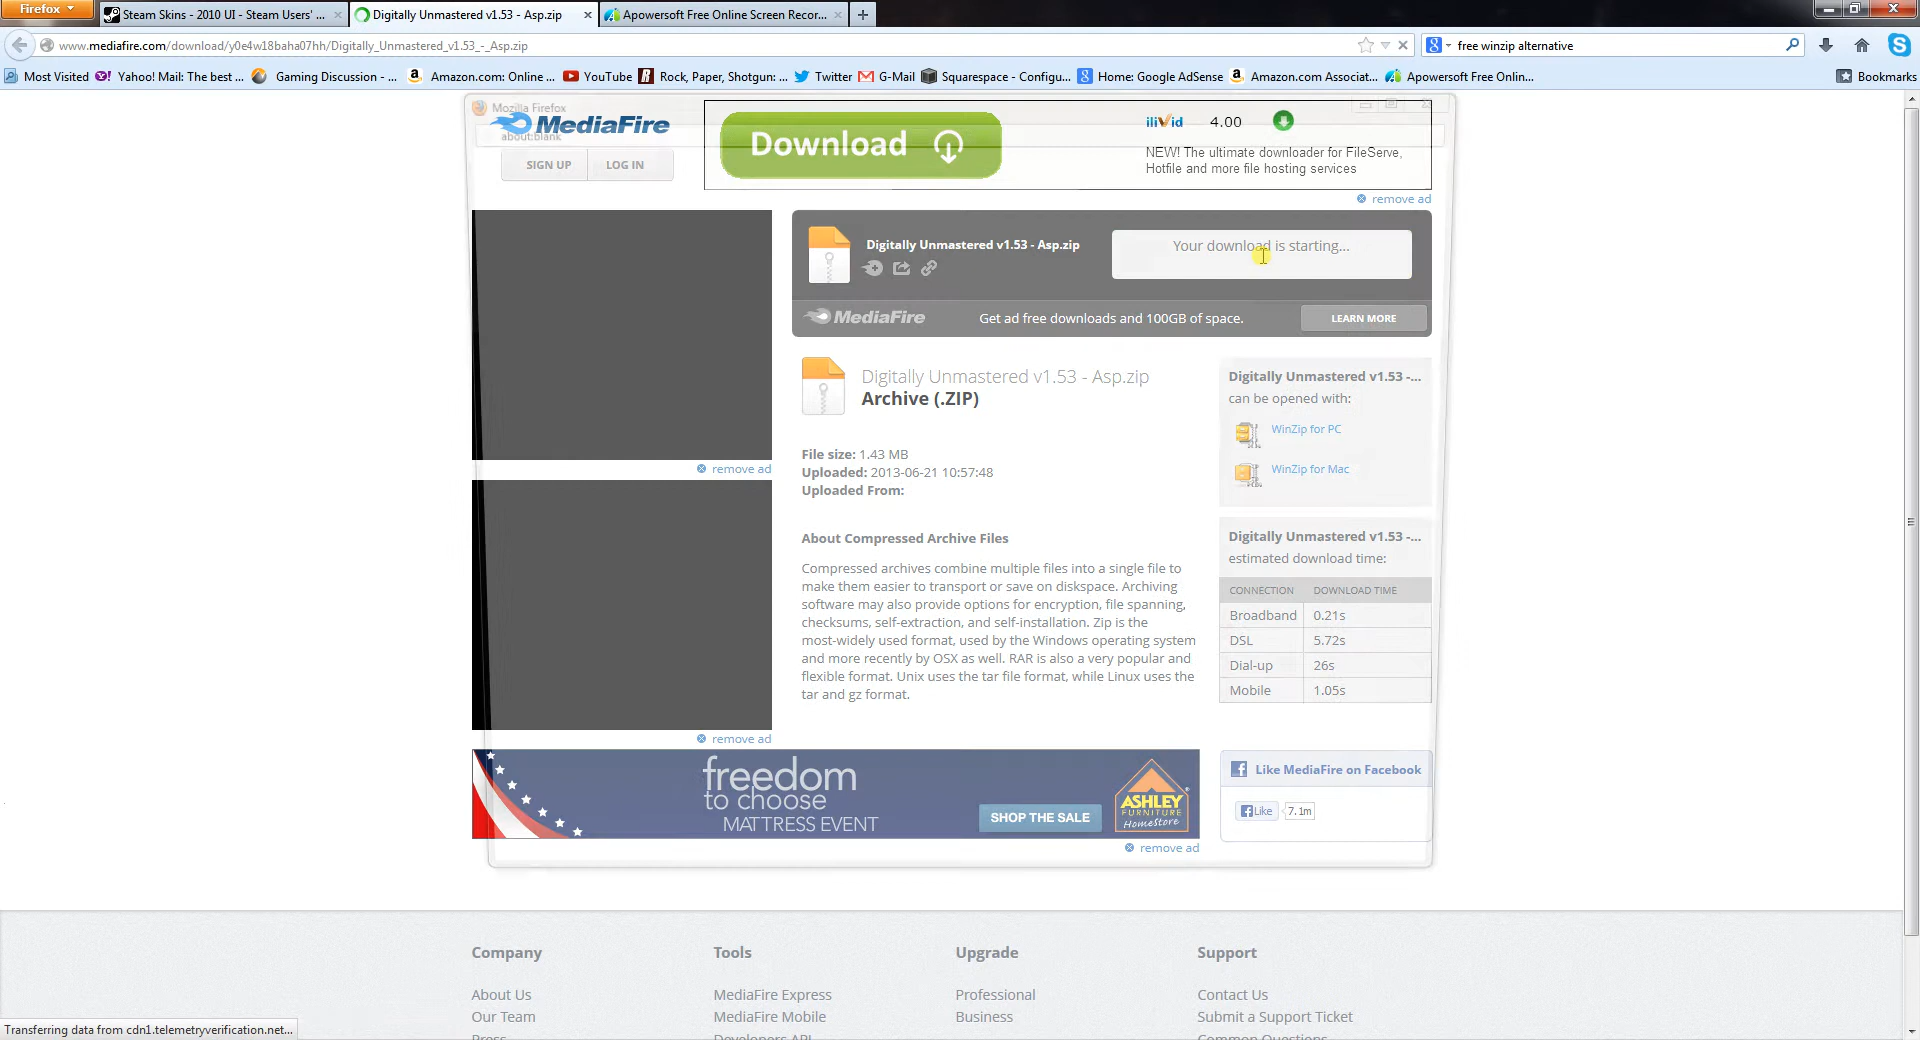 Firefox
Steam Skins - 2010 UI - Steam Users' ...
Digitally Unmastered v1.53 - Asp.zip
Apowersoft Free Online Screen Recor...
www.mediafire.com/download/y0e4w18baha07hh/Digitally_Unmastered_v1.53_-_Asp.zip
free winzip alternative
Most Visited
Yahoo! Mail: The best ...
Gaming Discussion - ...
Amazon.com: Online ...
YouTube
Rock, Paper, Shotgun: ...
Twitter
G-Mail
Squarespace - Configu...
Home: Google AdSense
Amazon.com Associat...
Apowersoft Free Onlin...
Bookmarks
Mozilla Firefox
MediaFire
about:blank
SIGN UP
LOG IN
Download
iliVid
4.00
NEW! The ultimate downloader for FileServe,
Hotfile and more file hosting services
remove ad
Digitally Unmastered v1.53 - Asp.zip
Your download is starting...
MediaFire
Get ad free downloads and 100GB of space.
LEARN MORE
Digitally Unmastered v1.53 - Asp.zip
Archive (.ZIP)
File size: 1.43 MB
Uploaded: 2013-06-21 10:57:48
Uploaded From:
About Compressed Archive Files
Compressed archives combine multiple files into a single file to
make them easier to transport or save on diskspace. Archiving
software may also provide options for encryption, file spanning,
checksums, self-extraction, and self-installation. Zip is the
most-widely used format, used by the Windows operating system
and more recently by OSX as well. RAR is also a very popular and
flexible format. Unix uses the tar file format, while Linux uses the
tar and gz format.
Digitally Unmastered v1.53 -...
can be opened with:
WinZip for PC
WinZip for Mac
Digitally Unmastered v1.53 -...
estimated download time:
CONNECTION DOWNLOAD TIME
Broadband 0.21s
DSL 5.72s
Dial-up 26s
Mobile 1.05s
remove ad
remove ad
freedom
to choose
MATTRESS EVENT
SHOP THE SALE
ASHLEY
FURNITURE
HomeStore
remove ad
Like MediaFire on Facebook
Like
7.1m
Company
About Us
Our Team
Press
Tools
MediaFire Express
MediaFire Mobile
Developers API
Upgrade
Professional
Business
Support
Contact Us
Submit a Support Ticket
Common Questions
Transferring data from cdn1.telemetryverification.net...